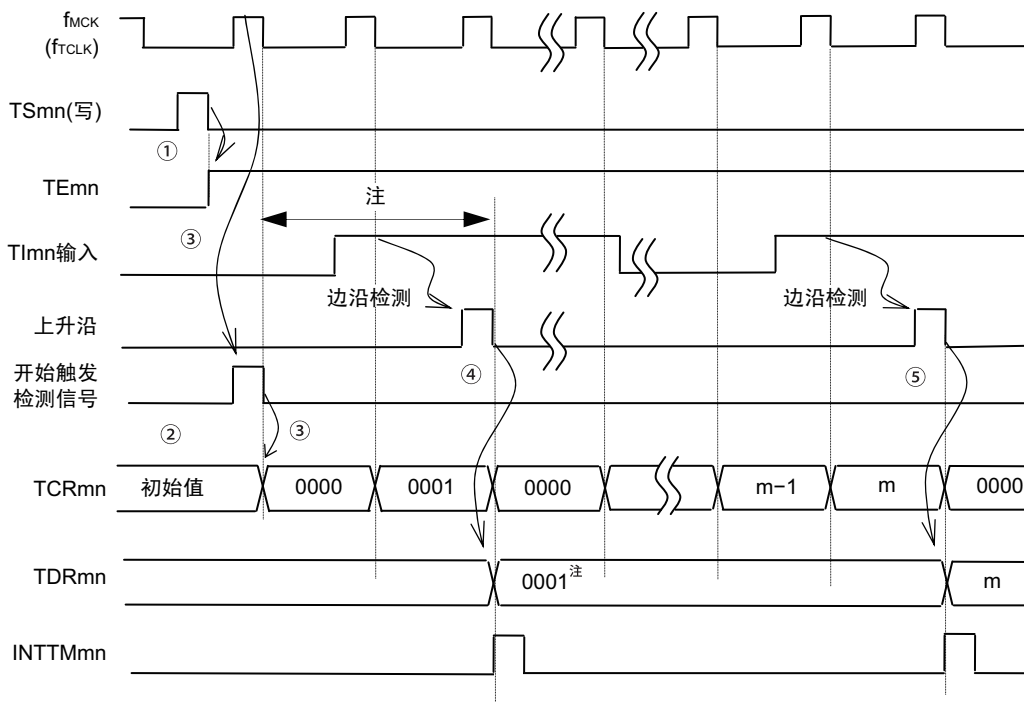 fMCK
(fTCLK)
TSmn(写)
①
TEmn
注
③
TImn输入
边沿检测
边沿检测
上升沿
④
⑤
开始触发
检测信号
②
③
TCRmn
初始值
0000
0001
0000
m−1
m
0000
TDRmn
0001注
m
INTTMmn